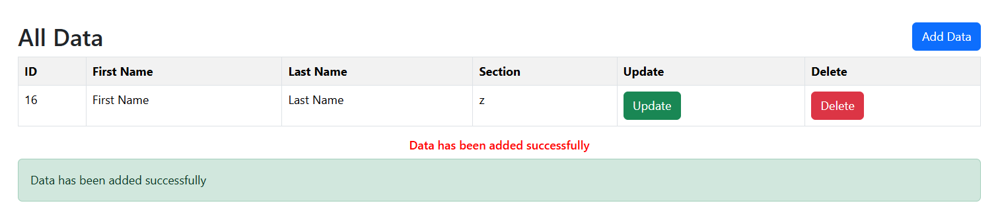 All Data
Add Data
ID First Name Last Name Section Update Delete
16 First Name Last Name z Update Delete
Data has been added successfully
Data has been added successfully